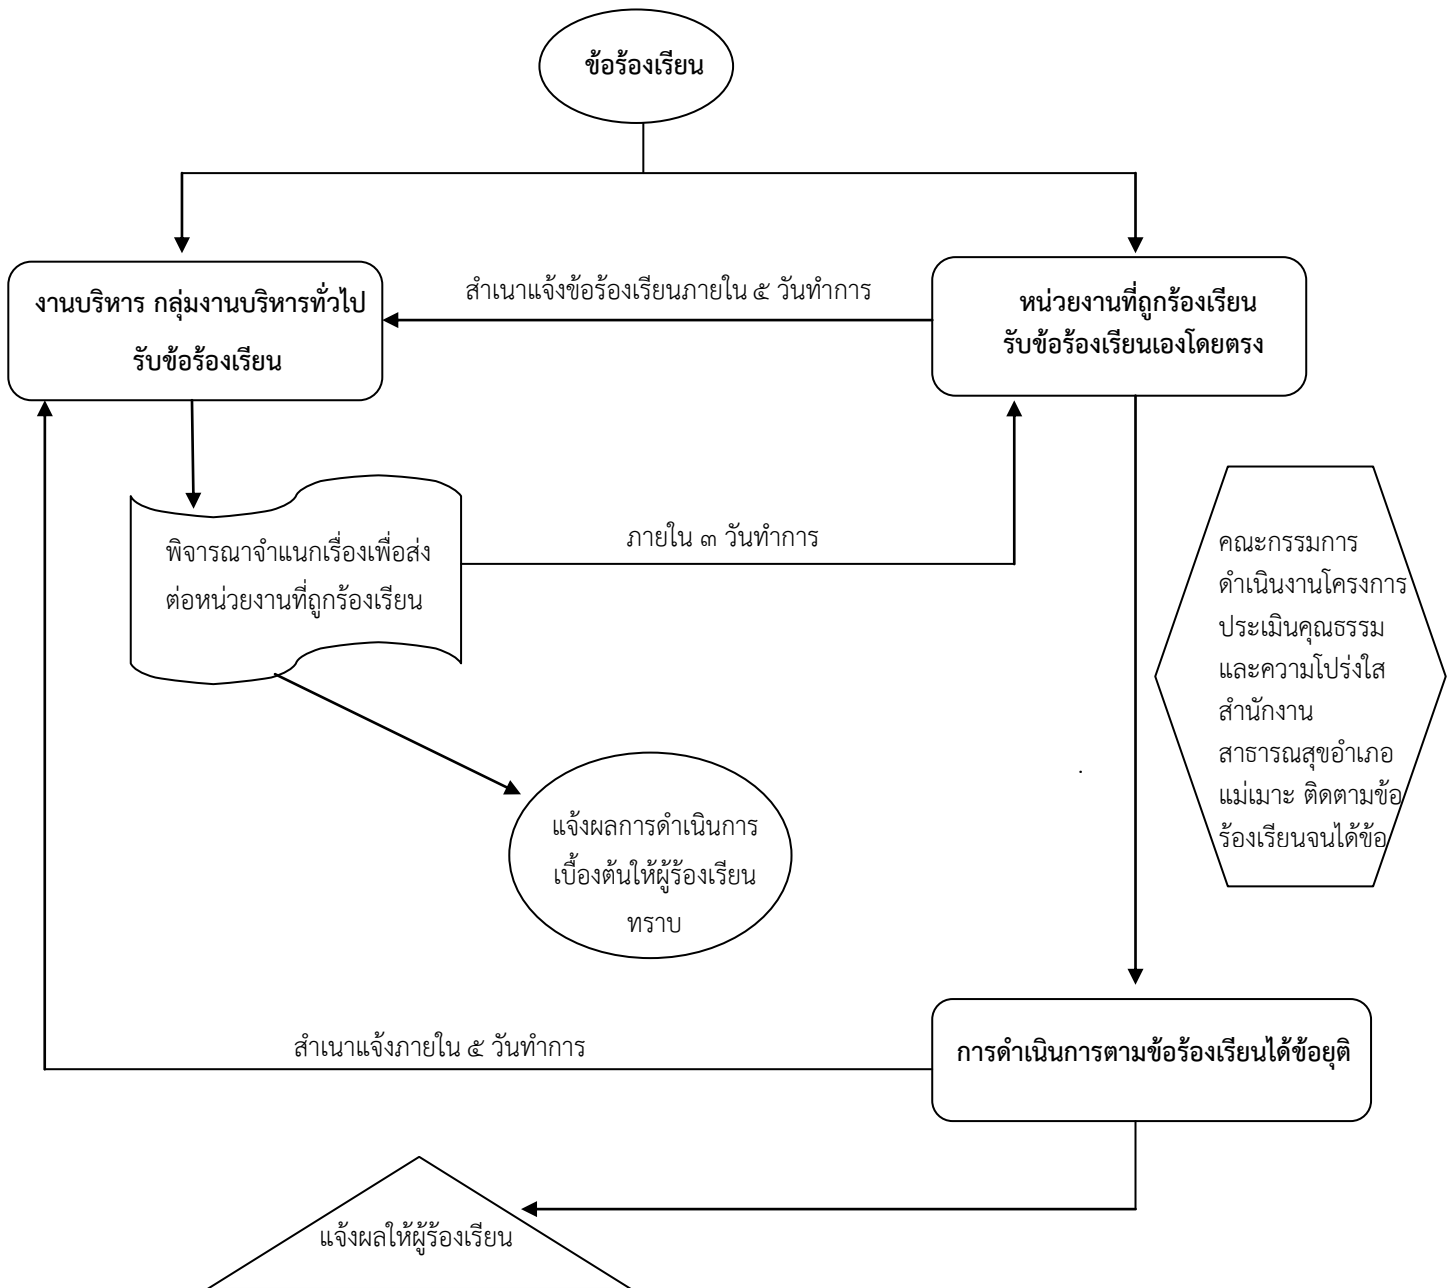 ข้อร้องเรียน
งานบริหาร กลุ่มงานบริหารทั่วไป
รับข้อร้องเรียน
สำเนาแจ้งข้อร้องเรียนภายใน ๕ วันทำการ
หน่วยงานที่ถูกร้องเรียน
รับข้อร้องเรียนเองโดยตรง
พิจารณาจำแนกเรื่องเพื่อส่ง
ต่อหน่วยงานที่ถูกร้องเรียน
ภายใน ๓ วันทำการ
คณะกรรมการ
ดำเนินงานโครงการ
ประเมินคุณธรรม
และความโปร่งใส
สำนักงาน
สาธารณสุขอำเภอ
แม่เมาะ ติดตามข้อ
ร้องเรียนจนได้ข้อ
แจ้งผลการดำเนินการ
เบื้องต้นให้ผู้ร้องเรียน
ทราบ
สำเนาแจ้งภายใน ๕ วันทำการ
การดำเนินการตามข้อร้องเรียนได้ข้อยุติ
แจ้งผลให้ผู้ร้องเรียน